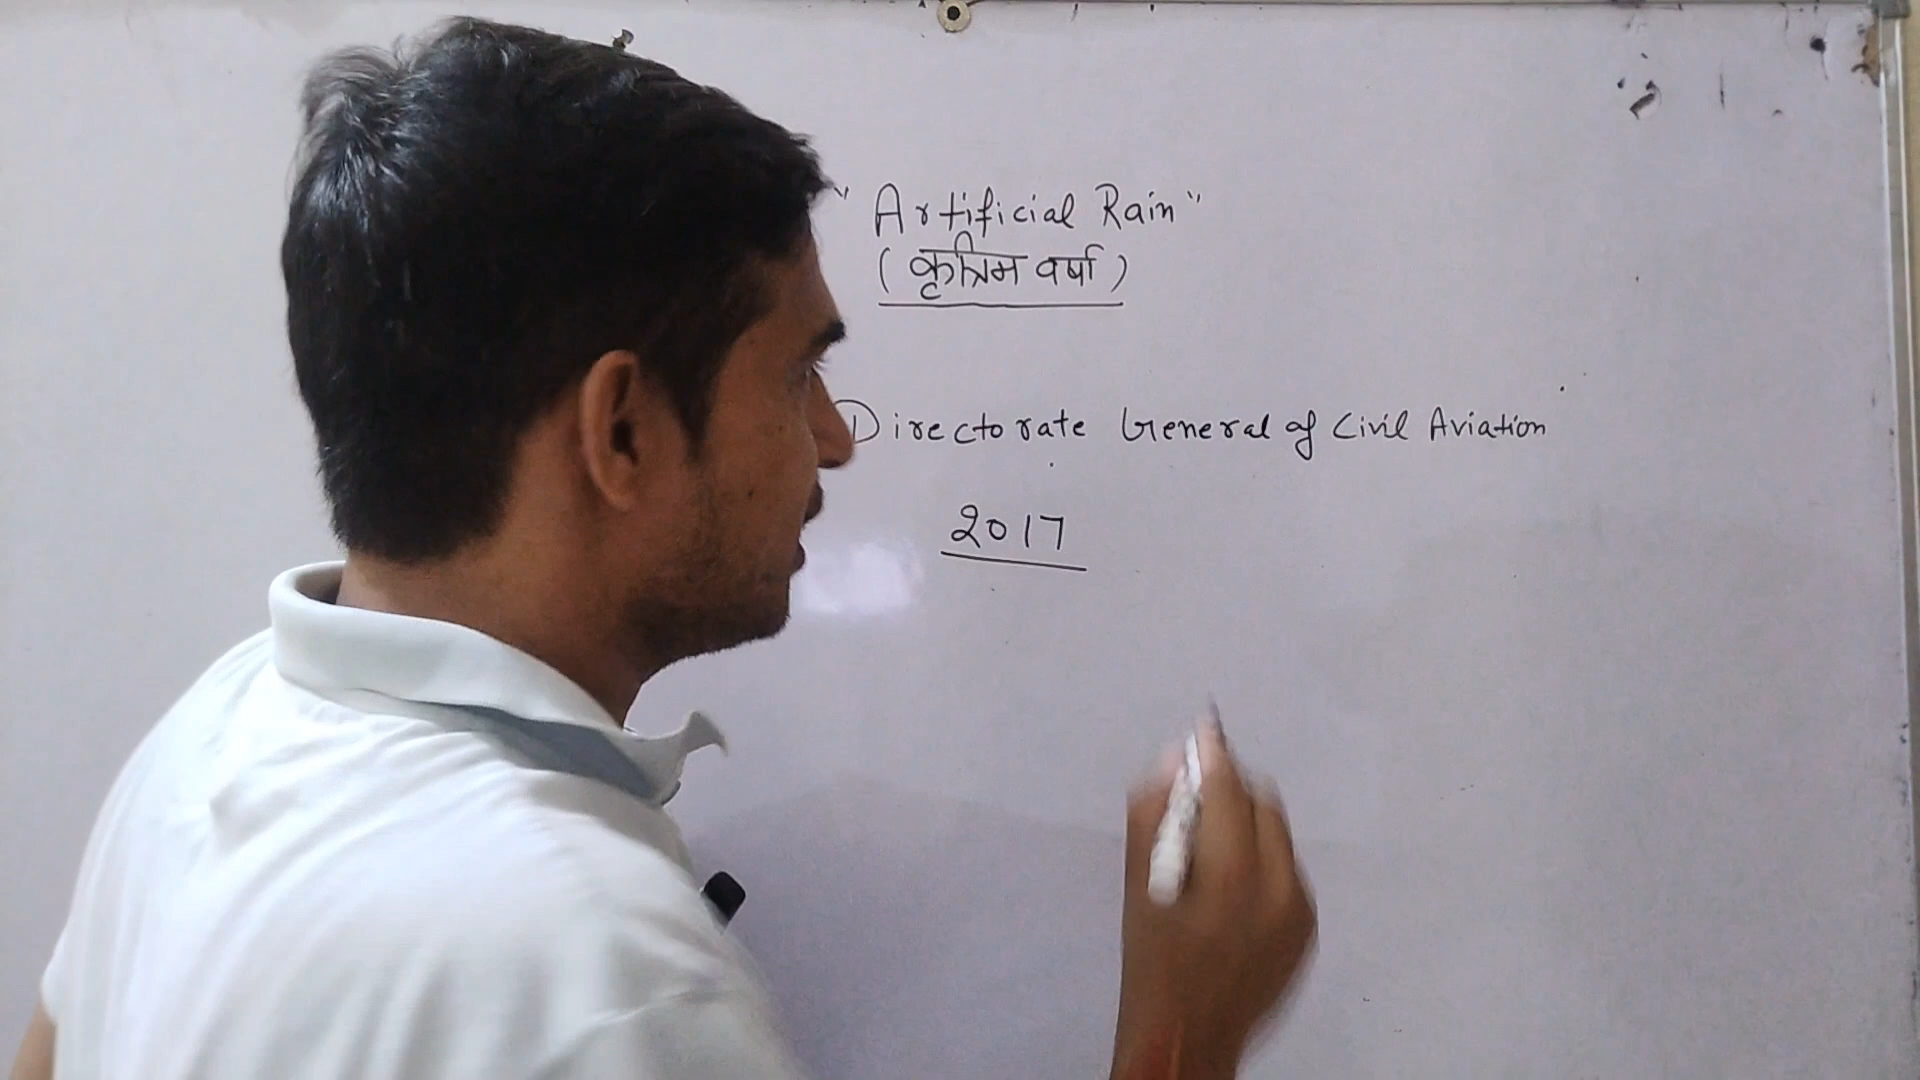 "Artificial Rain"
(कृत्रिम वर्षा)
Directorate General of Civil Aviation
2017